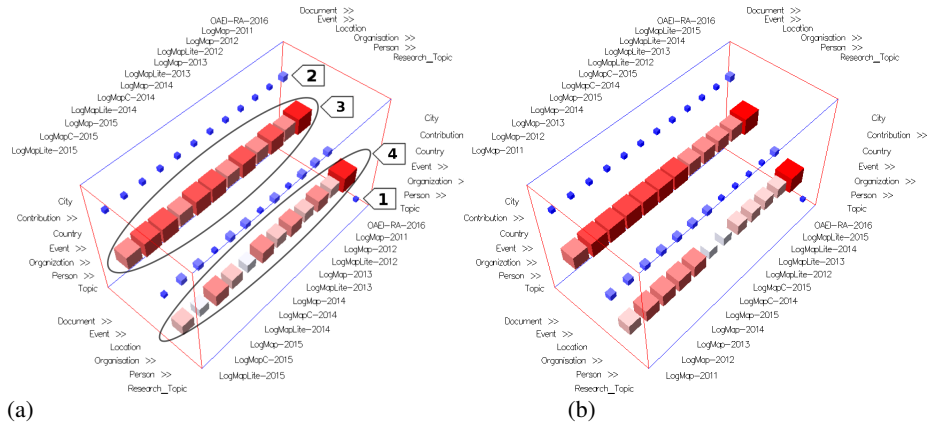 Document >>
Event >>
Location
Organisation >>
Person >>
Research_Topic
OAEI-RA-2016
LogMap-2011
LogMap-2012
LogMapLite-2012
LogMap-2013
LogMapLite-2013
LogMap-2014
LogMapC-2014
LogMapLite-2014
LogMap-2015
LogMapC-2015
LogMapLite-2015
2
3
4
1
City
Contribution
Country
Event >>
Organization >
Person >>
Topic
City
Contribution >>
Country
Event >>
Organization >>
Person >>
Topic
OAEI-RA-2016
LogMap-2011
LogMap-2012
LogMapLite-2012
LogMap-2013
LogMapLite-2013
LogMap-2014
LogMapC-2014
LogMapLite-2014
LogMap-2015
LogMapC-2015
LogMapLite-2015
Document >>
Event >>
Location
Organisation >>
Person >>
Research_Topic
(a)
Document >>
Event >>
Location
Organisation >>
Person >>
Research_Topic
OAEI-RA-2016
LogMapLite-2015
LogMapLite-2014
LogMapLite-2013
LogMapLite-2012
LogMapC-2015
LogMapC-2014
LogMap-2015
LogMap-2014
LogMap-2013
LogMap-2012
LogMap-2011
City
Contribution >>
Country
Event >>
Organization >
Person >>
Topic
City
Contribution >>
Country
Event >>
Organization >>
Person >>
Topic
OAEI-RA-2016
LogMapLite-2015
LogMapLite-2014
LogMapLite-2013
LogMapLite-2012
LogMapC-2015
LogMapC-2014
LogMap-2015
LogMap-2014
LogMap-2013
LogMap-2012
LogMap-2011
Document >>
Event >>
Location
Organisation >>
Person >>
Research_Topic
(b)